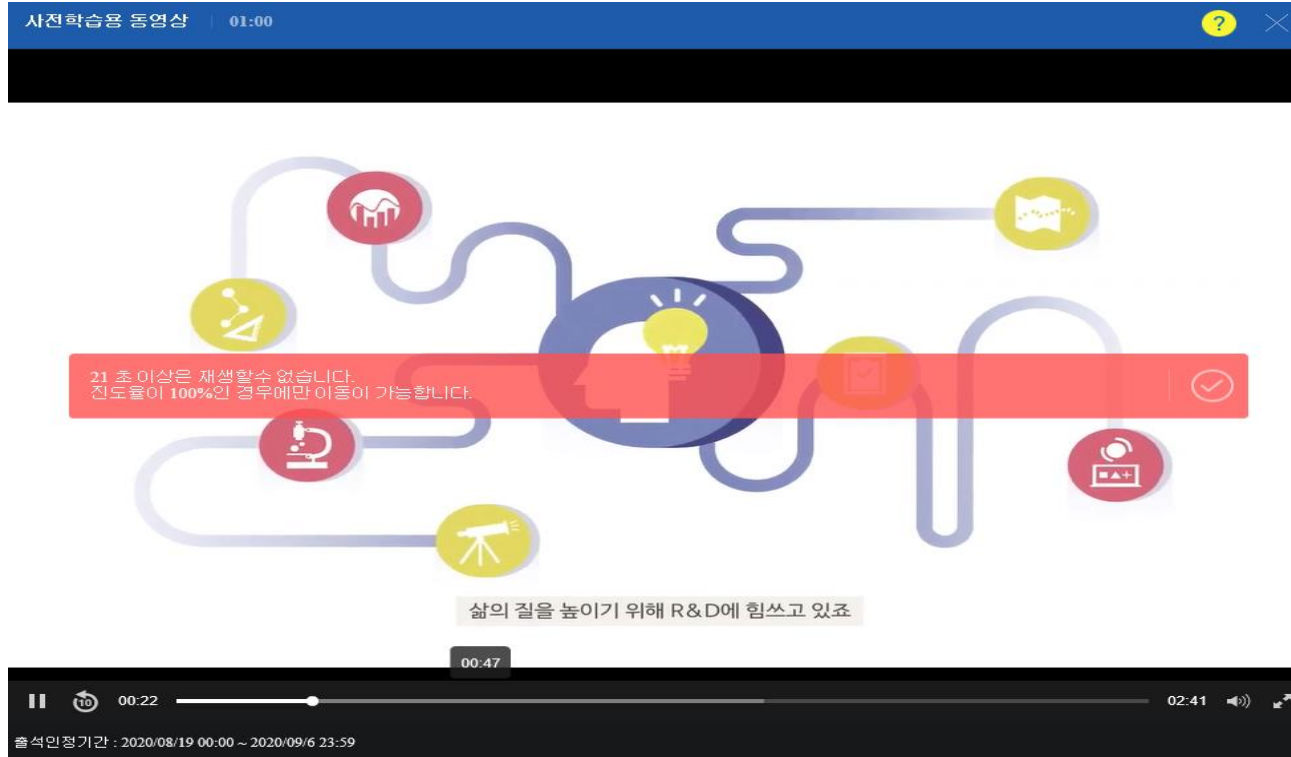 사전학습용 동영상 01:00
?
21 초 이상은 재생할수 없습니다.
진도율이 100%인 경우에만 이동이 가능합니다.
삶의 질을 높이기 위해 R&D에 힘쓰고 있죠
00:47
10 00:22 02:41
출석인정기간 : 2020/08/19 00:00 ~ 2020/09/6 23:59